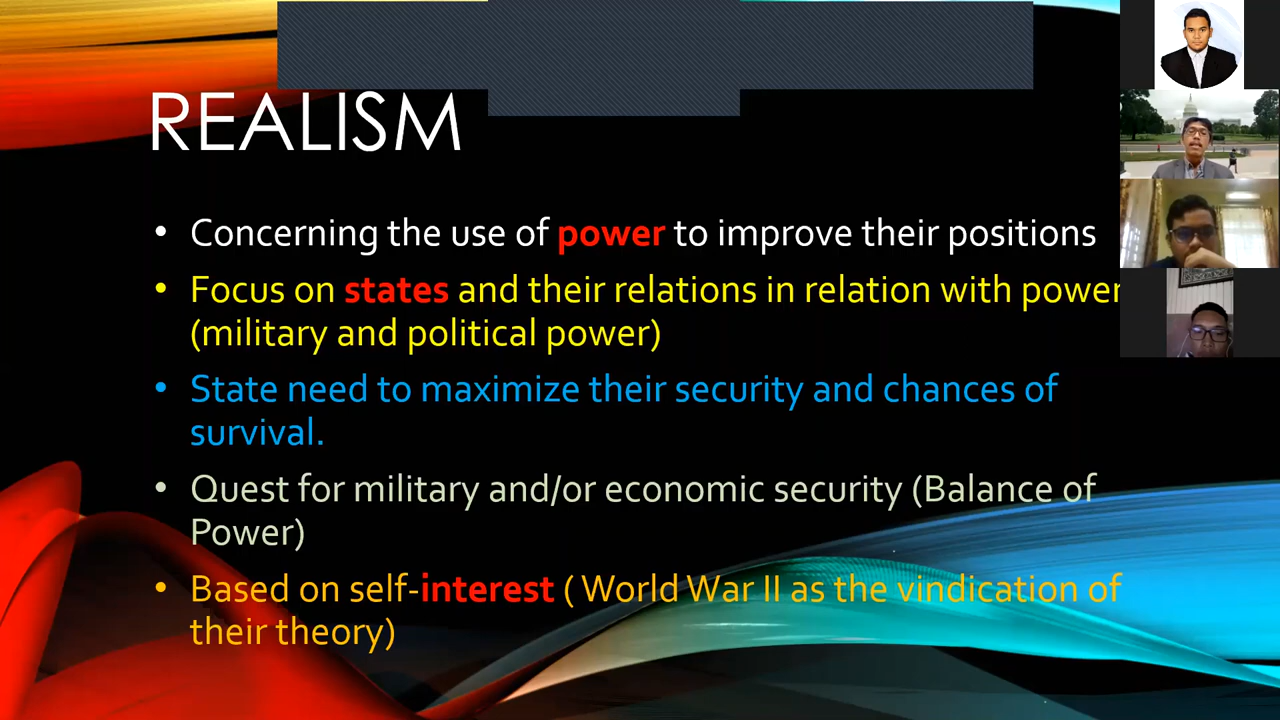 REALISM
• Concerning the use of power to improve their positions
• Focus on states and their relations in relation with power
(military and political power)
• State need to maximize their security and chances of
survival.
• Quest for military and/or economic security (Balance of
Power)
• Based on self-interest ( World War II as the vindication of
their theory)